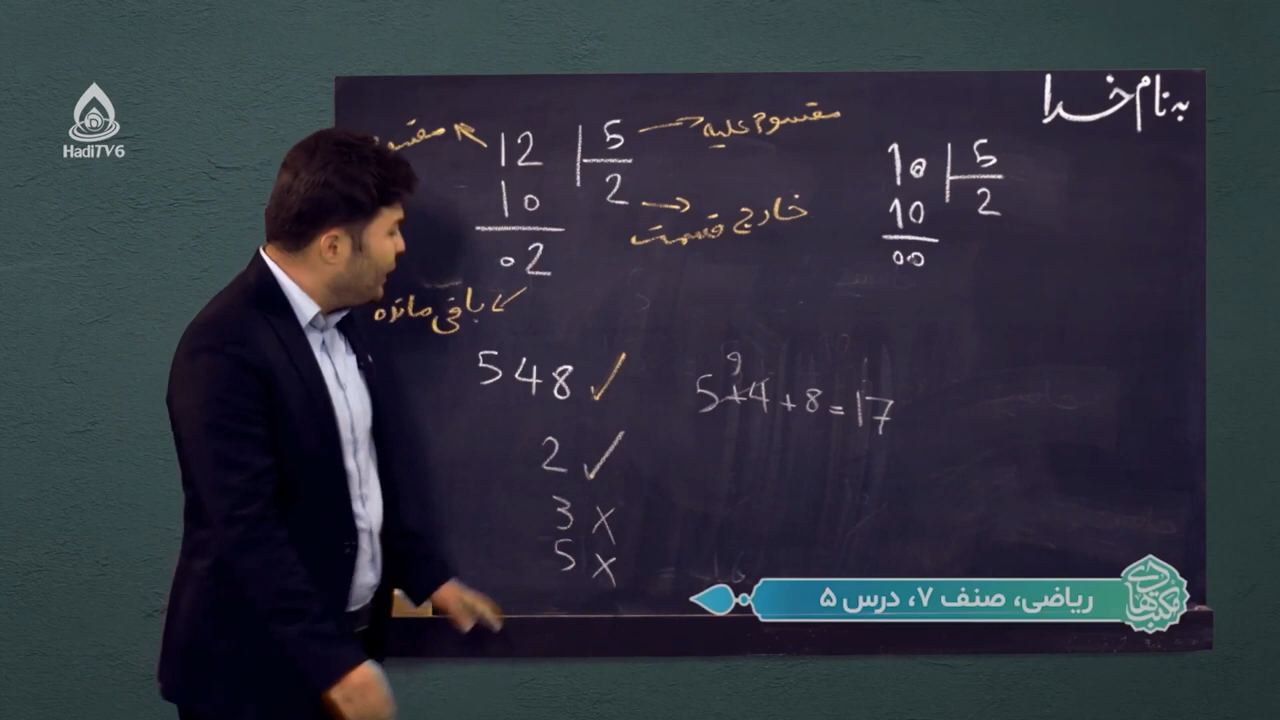 به نام خدا
HadiTV6
12 5
10 2
02
مقسوم علیه
خارج قسمت
باقی مانده
10 5
10 2
00
548 ✓
2 ✓
3 ×
5 ×
9
5+4+8=17
ریاضی، صنف ۷، درس ۵